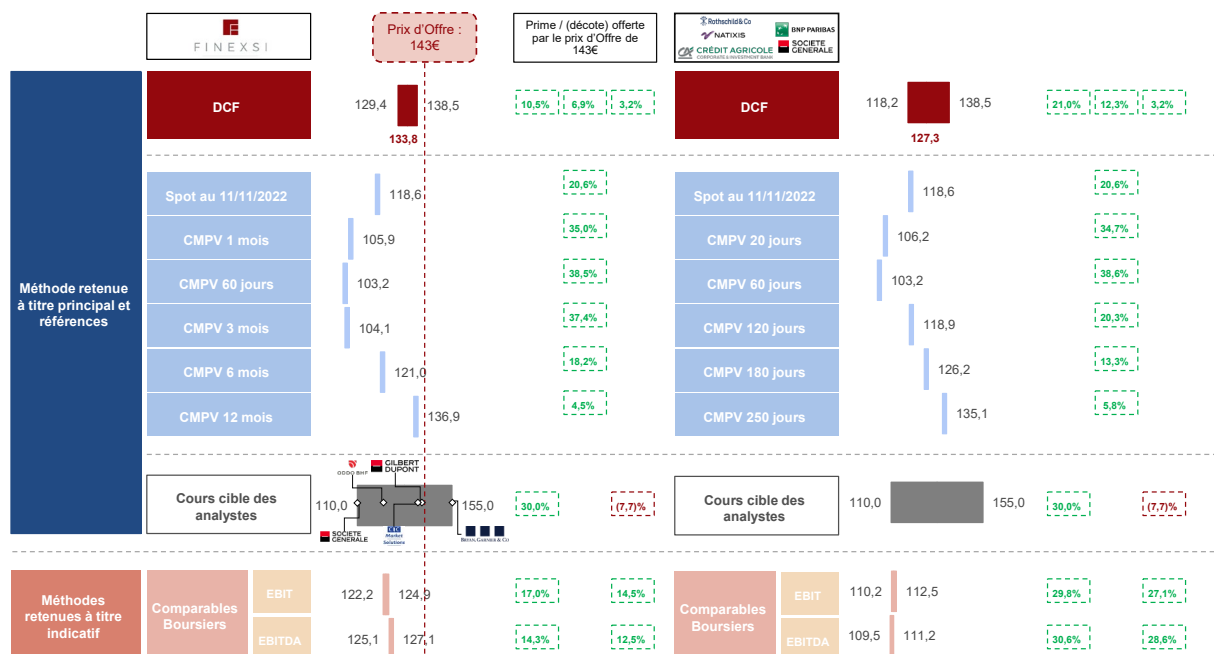 FINEXSI
Prix d'Offre :
143€
Prime / (décote) offerte
par le prix d'Offre de
143€
Rothschild & Co
NATIXIS
BNP PARIBAS
CRÉDIT AGRICOLE
CORPORATE & INVESTMENT BANK
SOCIETE
GENERALE
Méthode retenue
à titre principal et
références
DCF
129,4
138,5
133,8
10,5%
6,9%
3,2%
DCF
118,2
138,5
127,3
21,0%
12,3%
3,2%
Spot au 11/11/2022
118,6
20,6%
Spot au 11/11/2022
118,6
20,6%
CMPV 1 mois
105,9
35,0%
CMPV 20 jours
106,2
34,7%
CMPV 60 jours
103,2
38,5%
CMPV 60 jours
103,2
38,6%
CMPV 3 mois
104,1
37,4%
CMPV 120 jours
118,9
20,3%
CMPV 6 mois
121,0
18,2%
CMPV 180 jours
126,2
13,3%
CMPV 12 mois
136,9
4,5%
CMPV 250 jours
135,1
5,8%
Cours cible des
analystes
ODDO BHF
GILBERT
DUPONT
110,0
155,0
SOCIETE
GENERALE
CIC
Market
Solutions
BRYAN, GARNIER & CO
30,0%
(7,7)%
Cours cible des
analystes
110,0
155,0
30,0%
(7,7)%
Méthodes
retenues à titre
indicatif
Comparables
Boursiers
EBIT
122,2
124,9
17,0%
14,5%
EBITDA
125,1
127,1
14,3%
12,5%
Comparables
Boursiers
EBIT
110,2
112,5
29,8%
27,1%
EBITDA
109,5
111,2
30,6%
28,6%